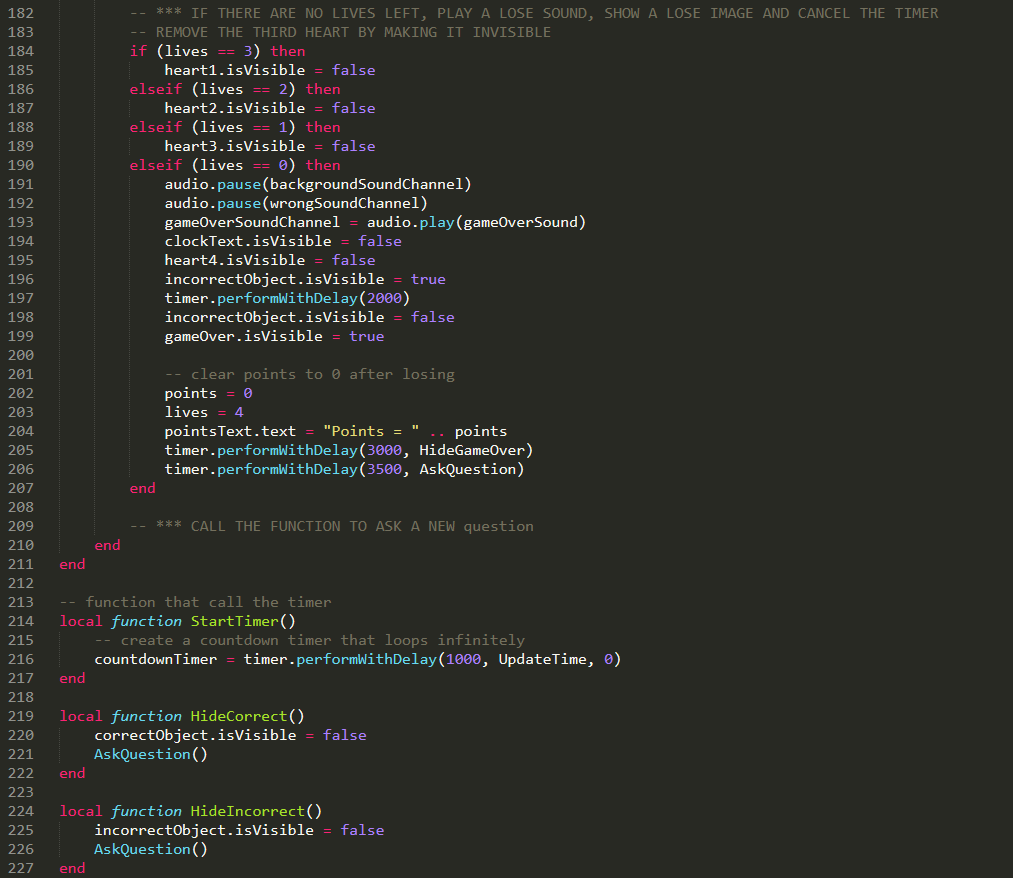 182 -- *** IF THERE ARE NO LIVES LEFT, PLAY A LOSE SOUND, SHOW A LOSE IMAGE AND CANCEL THE TIMER
183 -- REMOVE THE THIRD HEART BY MAKING IT INVISIBLE
184 if (lives == 3) then
185 heart1.isVisible = false
186 elseif (lives == 2) then
187 heart2.isVisible = false
188 elseif (lives == 1) then
189 heart3.isVisible = false
190 elseif (lives == 0) then
191 audio.pause(backgroundSoundChannel)
192 audio.pause(wrongSoundChannel)
193 gameOverSoundChannel = audio.play(gameOverSound)
194 clockText.isVisible = false
195 heart4.isVisible = false
196 incorrectObject.isVisible = true
197 timer.performWithDelay(2000)
198 incorrectObject.isVisible = false
199 gameOver.isVisible = true
200
201 -- clear points to 0 after losing
202 points = 0
203 lives = 4
204 pointsText.text = "Points = " .. points
205 timer.performWithDelay(3000, HideGameOver)
206 timer.performWithDelay(3500, AskQuestion)
207 end
208
209 -- *** CALL THE FUNCTION TO ASK A NEW question
210 end
211 end
212
213 -- function that call the timer
214 local function StartTimer()
215 -- create a countdown timer that loops infinitely
216 countdownTimer = timer.performWithDelay(1000, UpdateTime, 0)
217 end
218
219 local function HideCorrect()
220 correctObject.isVisible = false
221 AskQuestion()
222 end
223
224 local function HideIncorrect()
225 incorrectObject.isVisible = false
226 AskQuestion()
227 end